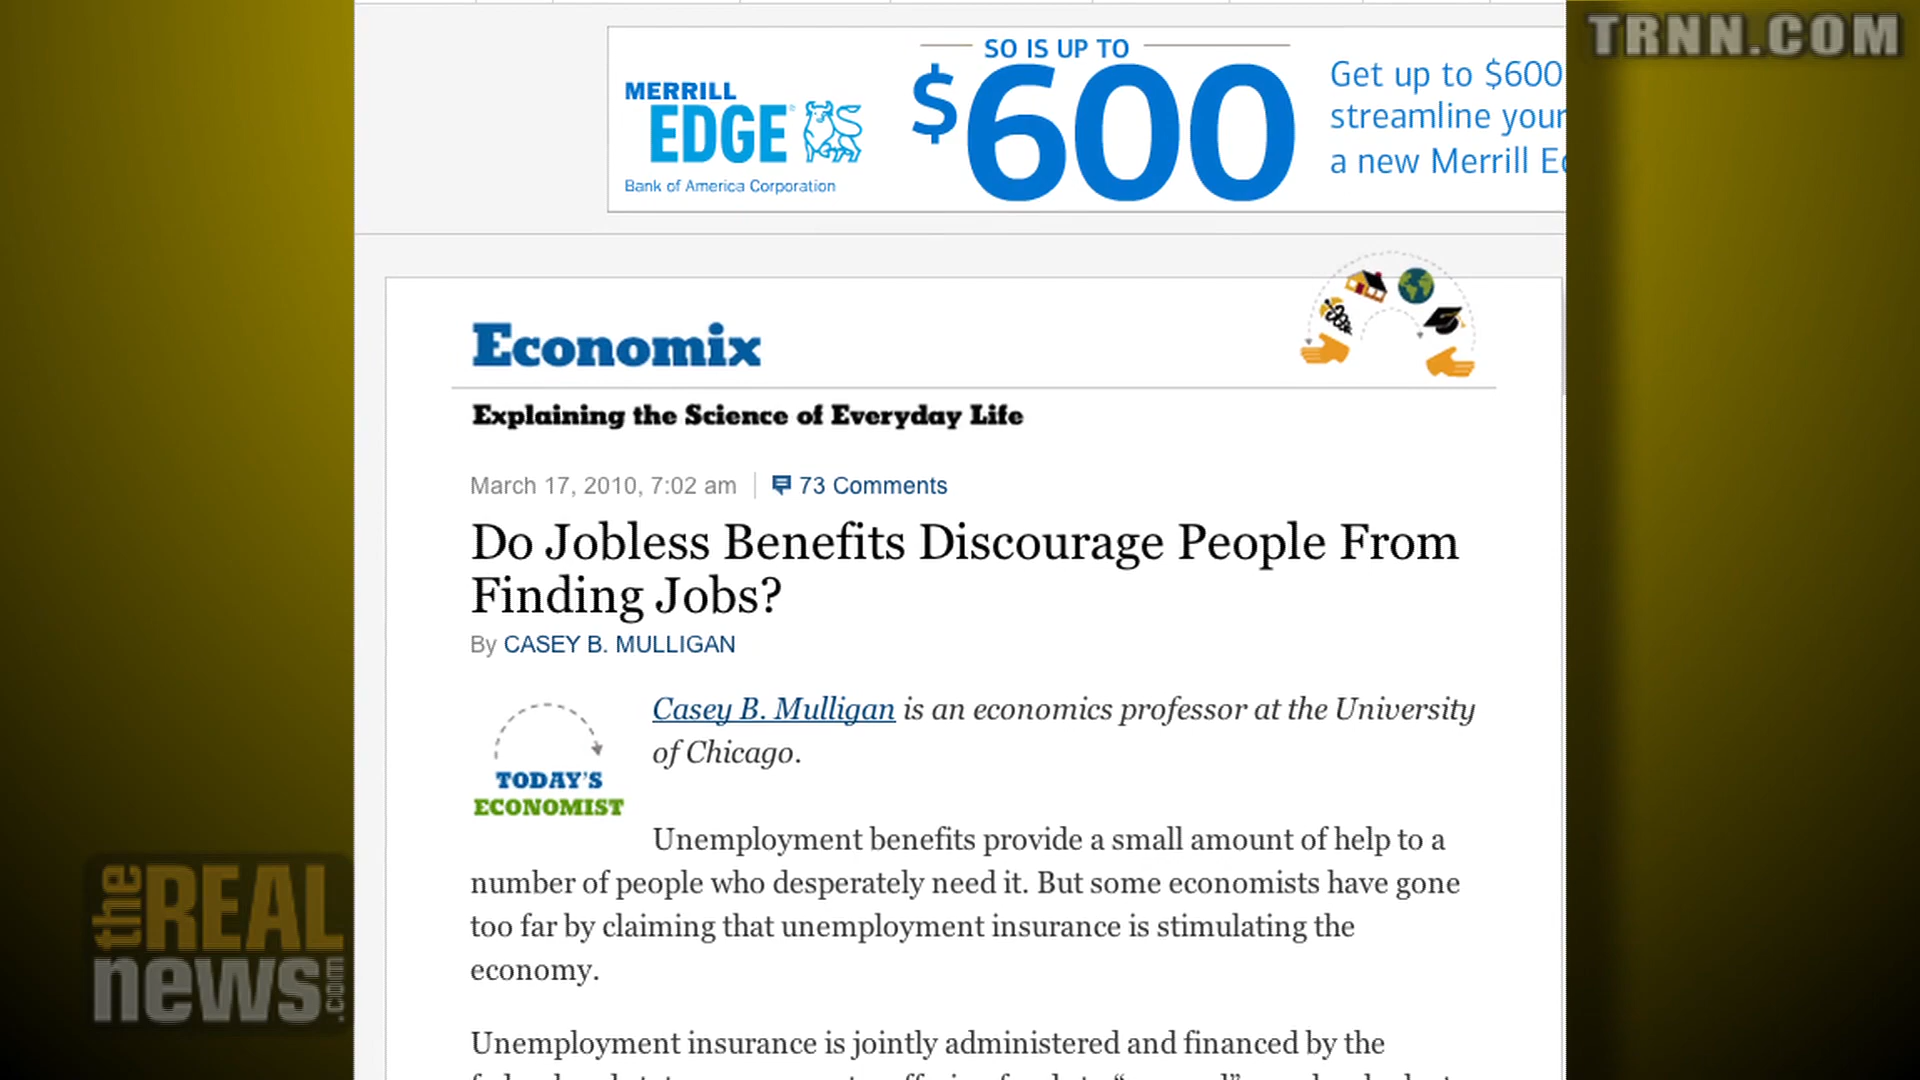 TRNN.COM
SO IS UP TO
$600
MERRILL
EDGE
Bank of America Corporation
Get up to $600
streamline your
a new Merrill
Economix
Explaining the Science of Everyday Life
March 17, 2010, 7:02 am 73 Comments
Do Jobless Benefits Discourage People From
Finding Jobs?
By CASEY B. MULLIGAN
Casey B. Mulligan is an economics professor at the University
of Chicago.
TODAY'S
ECONOMIST
Unemployment benefits provide a small amount of help to a
number of people who desperately need it. But some economists have gone
too far by claiming that unemployment insurance is stimulating the
economy.
Unemployment insurance is jointly administered and financed by the
the REAL
news.com